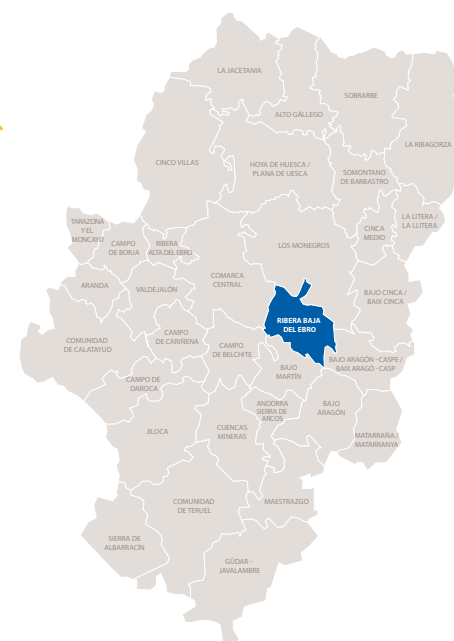 LA JACETANIA
SOBRARBE
ALTO GÁLLEGO
LA RIBAGORZA
CINCO VILLAS
HOYA DE HUESCA /
PLANA DE UESCA
SOMONTANO
DE BARBASTRO
TARAZONA
Y EL
MONCAYO
CAMPO
DE BORJA
RIBERA
ALTA DEL EBRO
LOS MONEGROS
CINCA
MEDIO
LA LITERA /
LA LLITERA
ARANDA
VALDEJALÓN
COMARCA
CENTRAL
BAJO CINCA /
BAIX CINCA
RIBERA BAJA
DEL EBRO
COMUNIDAD
DE CALATAYUD
CAMPO
DE CARIÑENA
CAMPO
DE BELCHITE
BAJO
MARTÍN
BAJO ARAGÓN - CASPE /
BAIX ARAGÓ - CASP
CAMPO DE
DAROCA
ANDORRA
SIERRA DE
ARCOS
BAJO
ARAGÓN
JILOCA
CUENCAS
MINERAS
MATARRAÑA /
MATARRANYA
COMUNIDAD
DE TERUEL
MAESTRAZGO
SIERRA DE
ALBARRACÍN
GÚDAR -
JAVALAMBRE